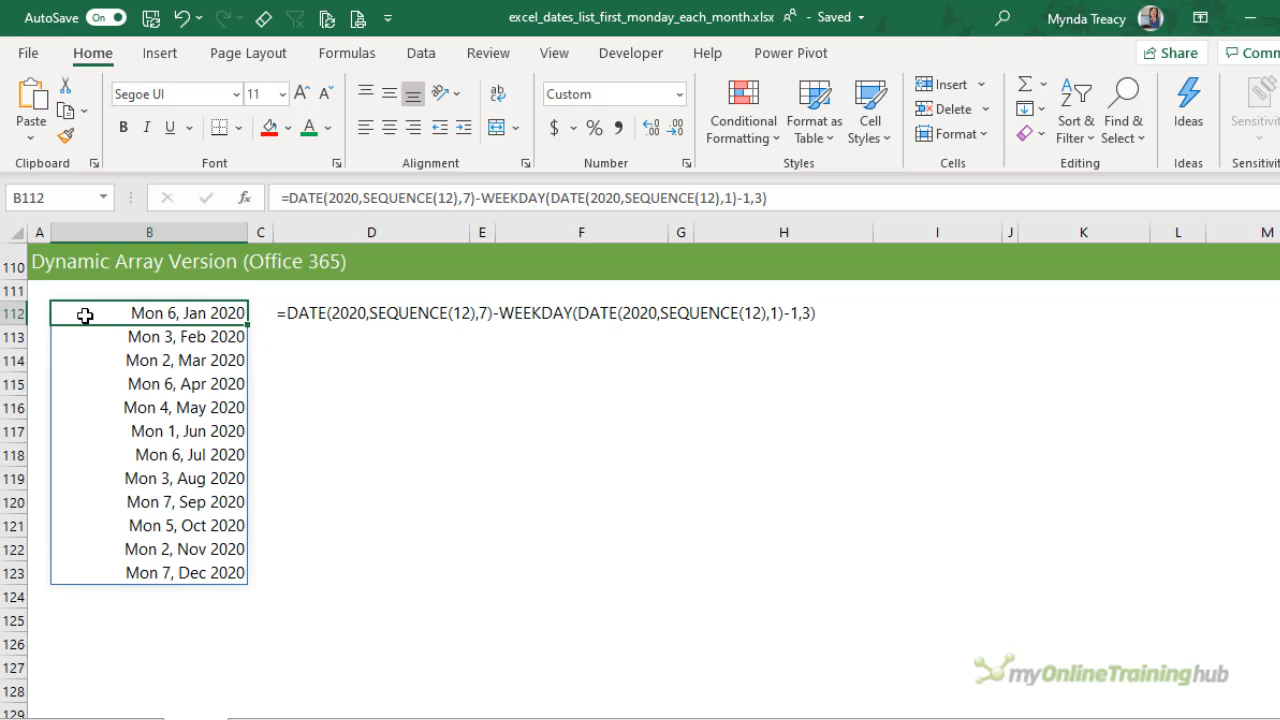 AutoSave On excel_dates_list_first_monday_each_month.xlsx - Saved Mynda Treacy
File Home Insert Page Layout Formulas Data Review View Developer Help Power Pivot Share
Segoe UI 11 Custom Insert Σ
Paste $ % Conditional Formatting Format as Table Cell Styles Delete Sort & Filter Find & Select Ideas
Format
Clipboard Font Alignment Number Styles Cells Editing Ideas
B112 fx =DATE(2020,SEQUENCE(12),7)-WEEKDAY(DATE(2020,SEQUENCE(12),1)-1,3)
A B C D E F G H I J K L M
110 Dynamic Array Version (Office 365)
111
112 Mon 6, Jan 2020 =DATE(2020,SEQUENCE(12),7)-WEEKDAY(DATE(2020,SEQUENCE(12),1)-1,3)
113 Mon 3, Feb 2020
114 Mon 2, Mar 2020
115 Mon 6, Apr 2020
116 Mon 4, May 2020
117 Mon 1, Jun 2020
118 Mon 6, Jul 2020
119 Mon 3, Aug 2020
120 Mon 7, Sep 2020
121 Mon 5, Oct 2020
122 Mon 2, Nov 2020
123 Mon 7, Dec 2020
124
125
126
127 myOnlineTraininghub
128
129